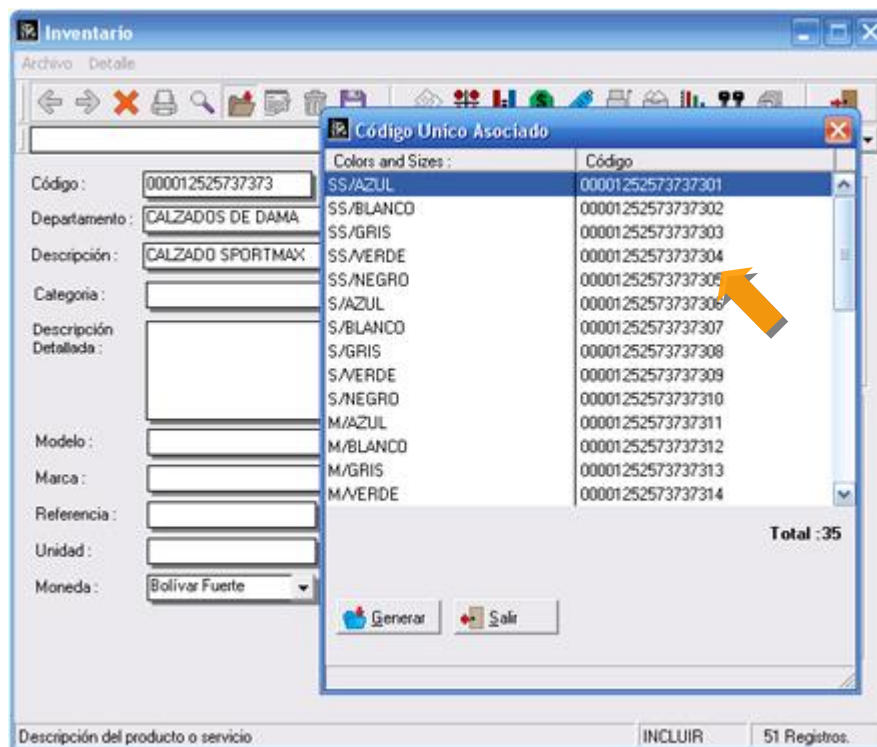 Inventario
Archivo Detalle
Código Unico Asociado
Colors and Sizes : Código
SS/AZUL 00001252573737301
SS/BLANCO 00001252573737302
SS/GRIS 00001252573737303
SS/VERDE 00001252573737304
SS/NEGRO 00001252573737305
S/AZUL 00001252573737306
S/BLANCO 00001252573737307
S/GRIS 00001252573737308
S/VERDE 00001252573737309
S/NEGRO 00001252573737310
M/AZUL 00001252573737311
M/BLANCO 00001252573737312
M/GRIS 00001252573737313
M/VERDE 00001252573737314
Total :35
Generar Salir
Código : 000012525737373
Departamento : CALZADOS DE DAMA
Descripción : CALZADO SPORTMAX
Categoria :
Descripción
Detallada :
Modelo :
Marca :
Referencia :
Unidad :
Moneda : Bolívar Fuerte
Descripción del producto o servicio INCLUIR 51 Registros.